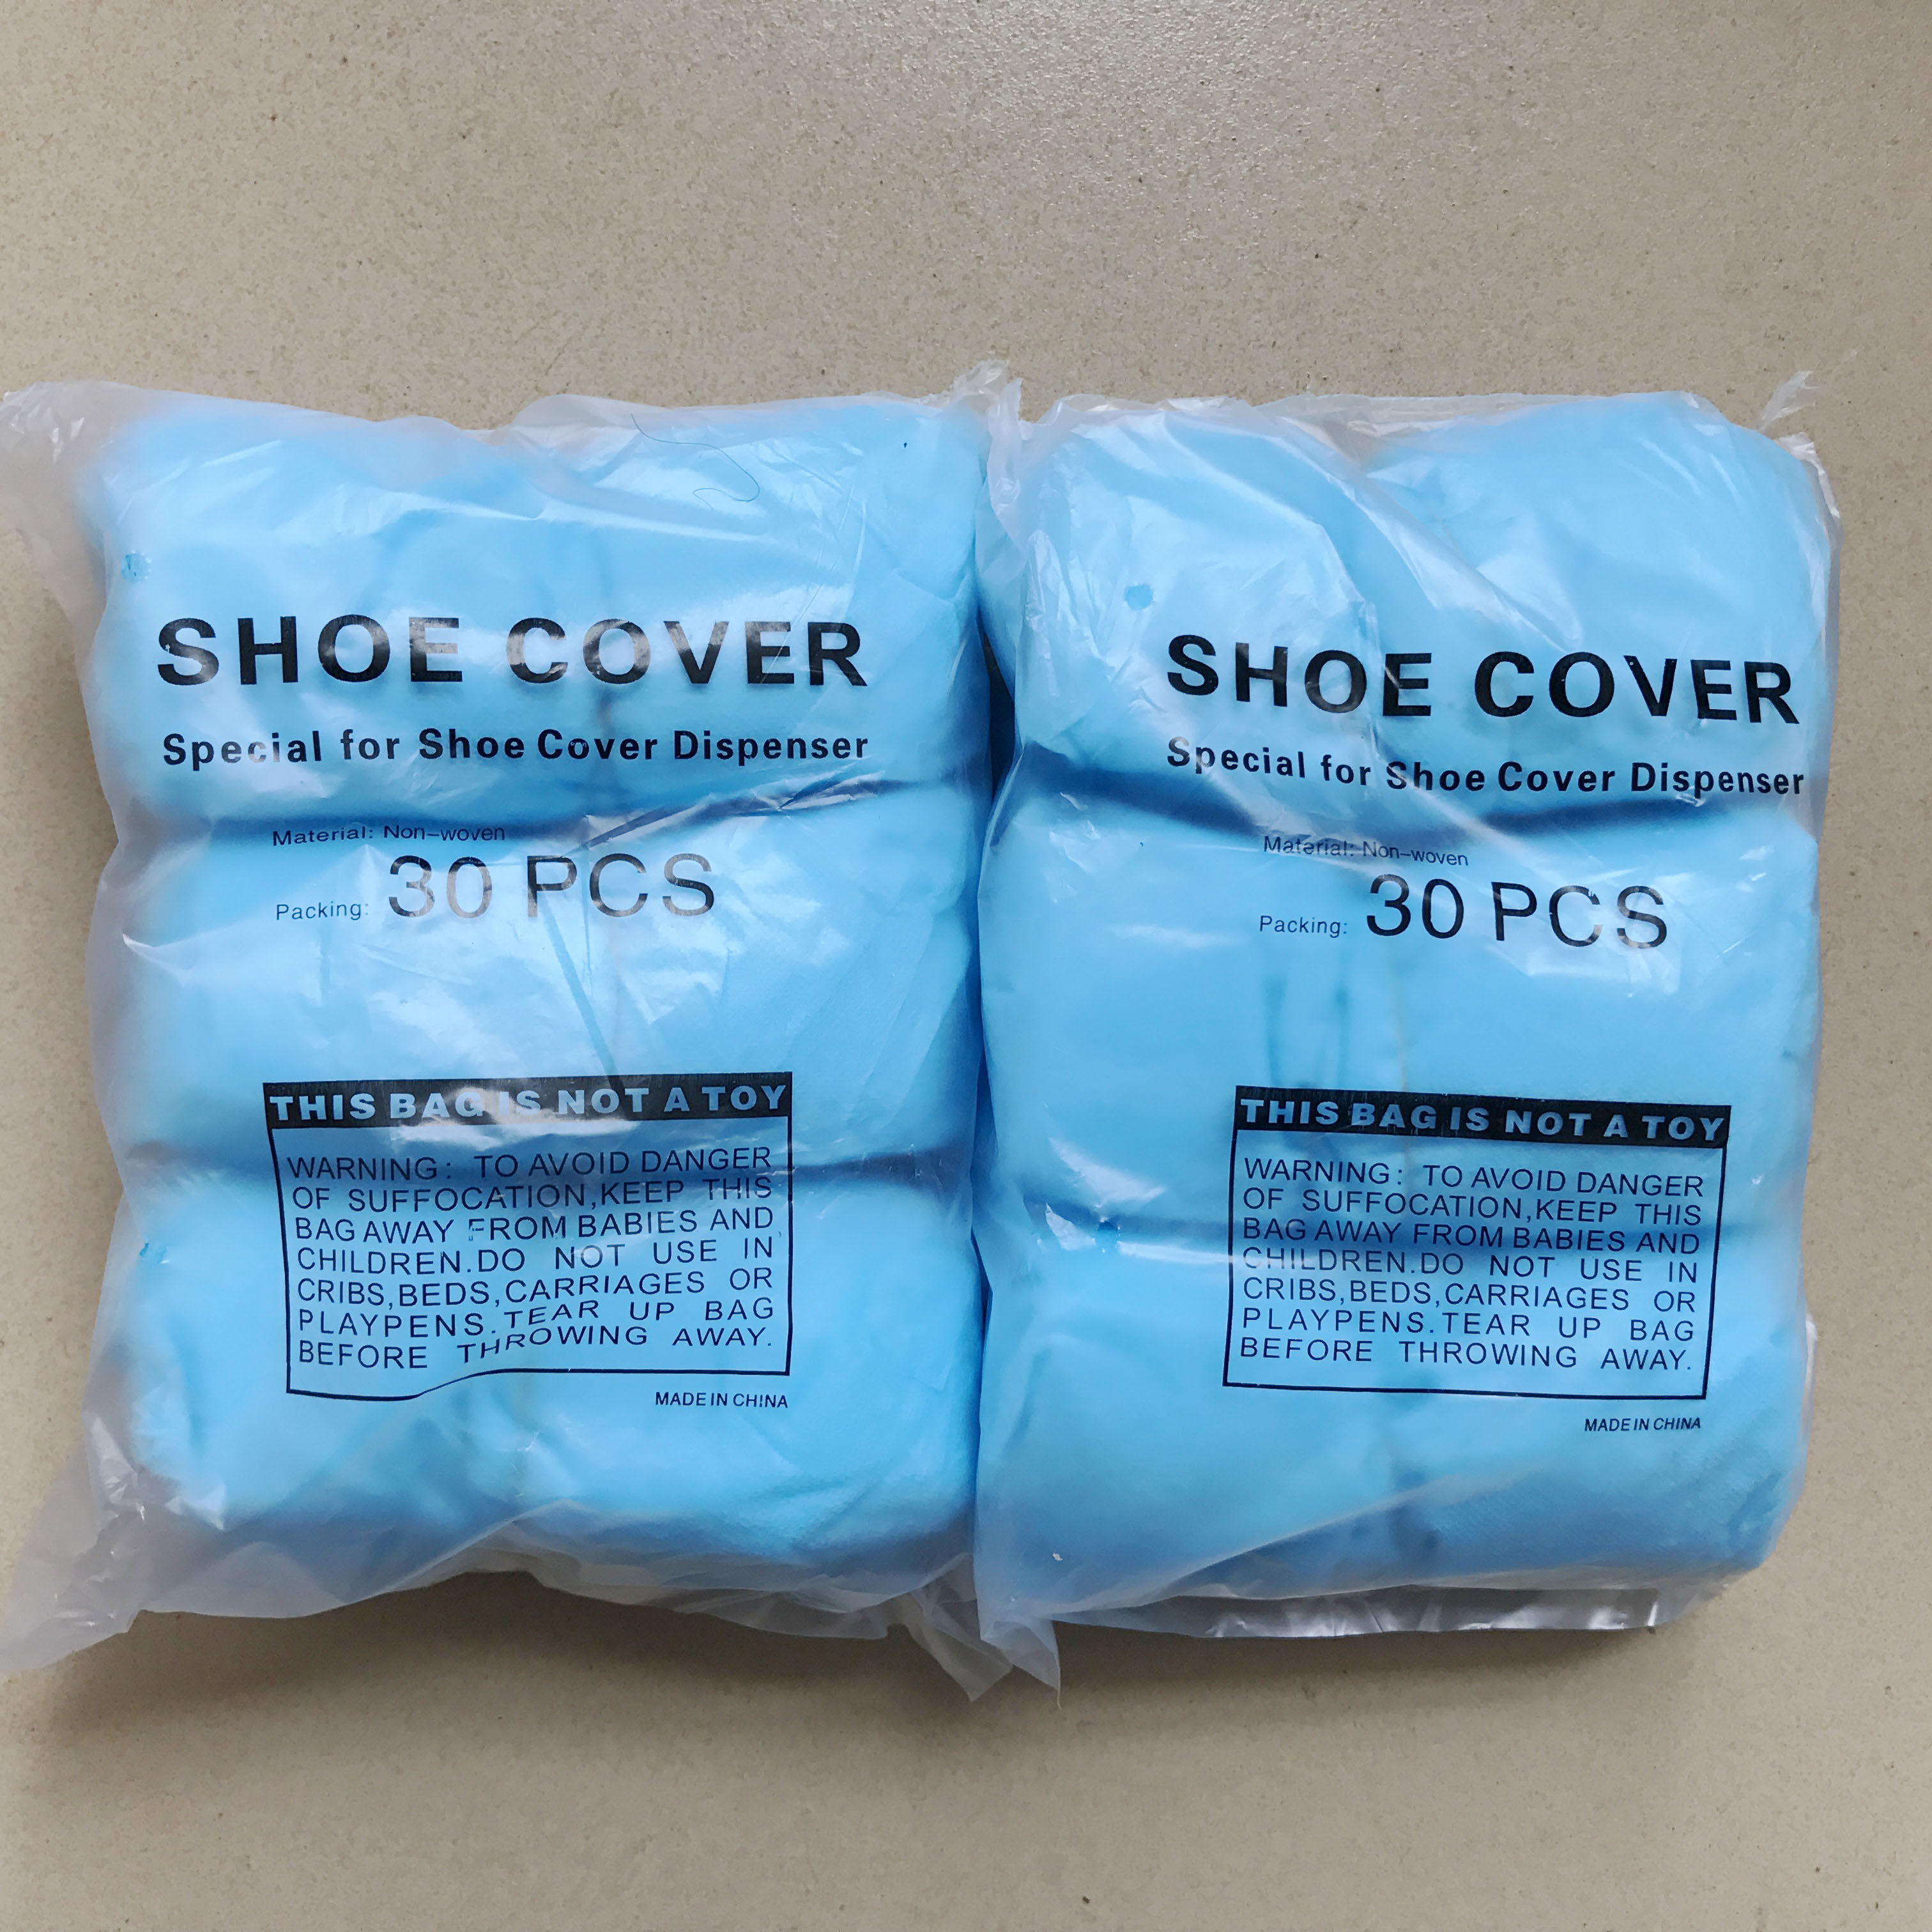 SHOE COVER
Special for Shoe Cover Dispenser
Material: Non-woven
Packing: 30 PCS
THIS BAG IS NOT A TOY
WARNING: TO AVOID DANGER
OF SUFFOCATION,KEEP THIS
BAG AWAY FROM BABIES AND
CHILDREN.DO NOT USE IN
CRIBS,BEDS,CARRIAGES OR
PLAYPENS.TEAR UP BAG
BEFORE THROWING AWAY.
MADE IN CHINA
SHOE COVER
Special for Shoe Cover Dispenser
Material: Non-woven
Packing: 30 PCS
THIS BAG IS NOT A TOY
WARNING: TO AVOID DANGER
OF SUFFOCATION,KEEP THIS
BAG AWAY FROM BABIES AND
CHILDREN.DO NOT USE IN
CRIBS,BEDS,CARRIAGES OR
PLAYPENS.TEAR UP BAG
BEFORE THROWING AWAY.
MADE IN CHINA